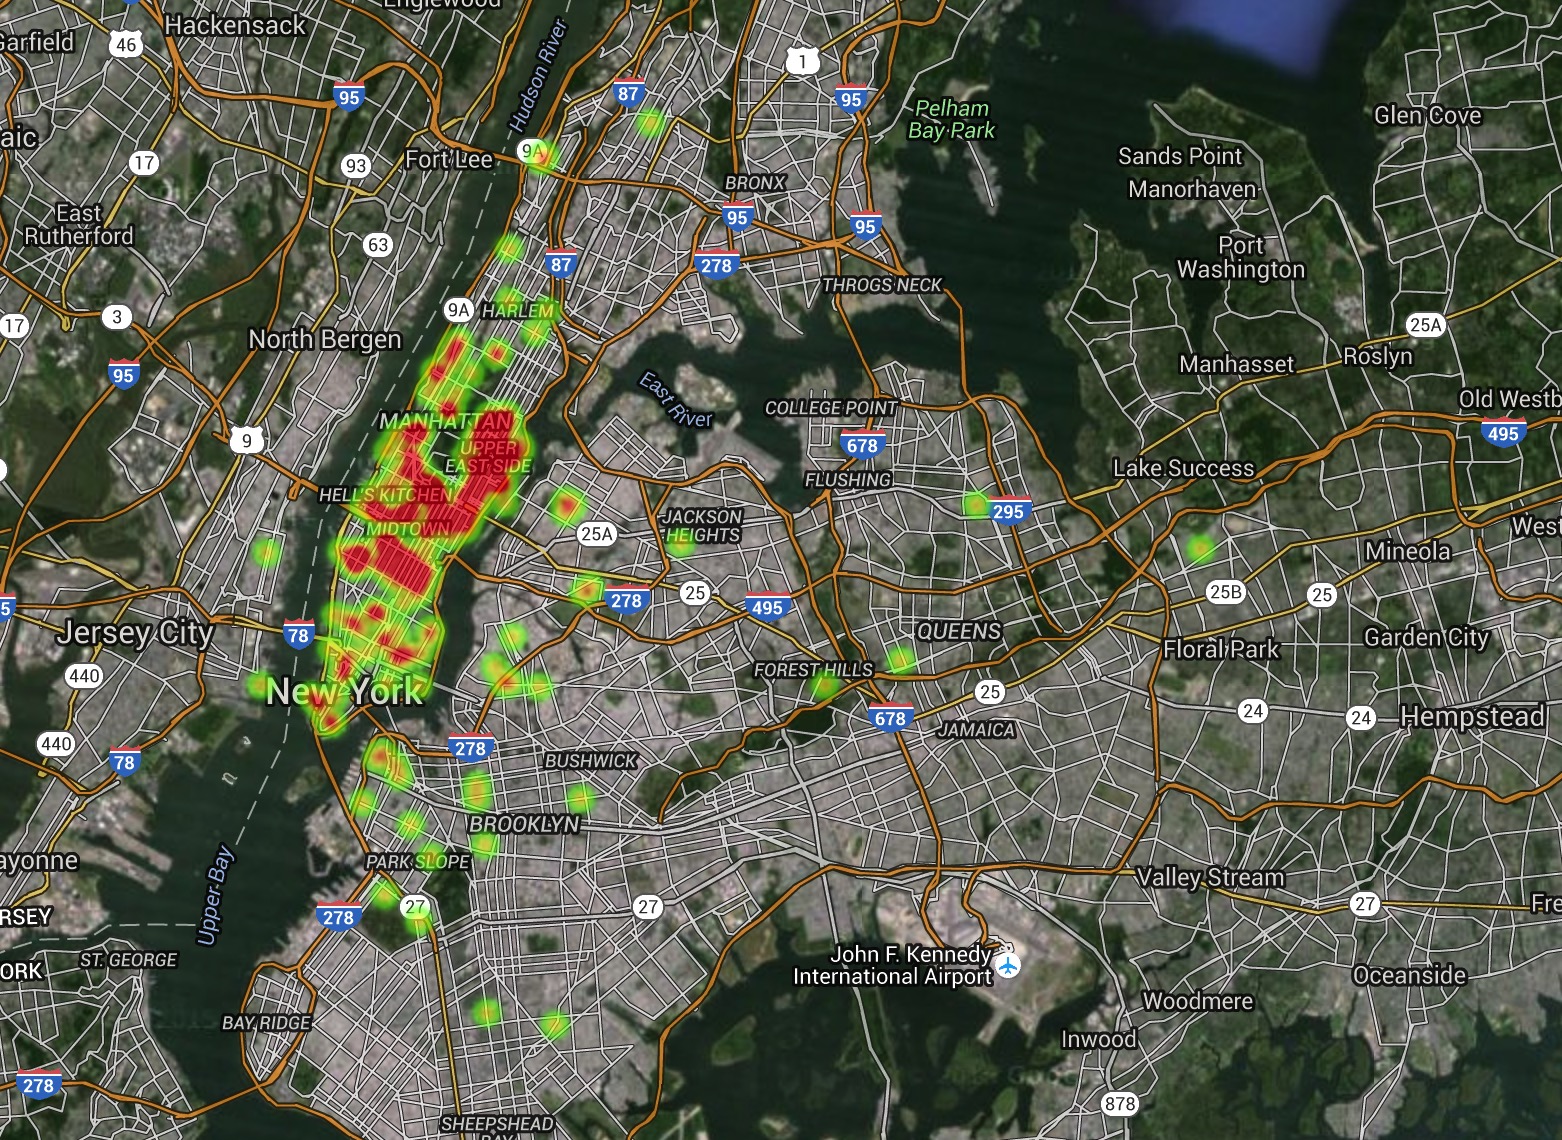 Englewood
Hackensack
Garfield
46
Hudson River
1
87
95
95
Pelham
Bay Park
Glen Cove
aic
17
93
Fort Lee
9A
Sands Point
Manorhaven
BRONX
East
Rutherford
95
95
63
Port
Washington
87
278
THROGS NECK
9A
HARLEM
3
17
North Bergen
25A
Manhasset
Roslyn
95
East River
Old Westb
MANHATTAN
COLLEGE POINT
9
678
495
UPPER
EAST SIDE
Lake Success
FLUSHING
HELL'S KITCHEN
295
JACKSON
HEIGHTS
MIDTOWN
25A
West
Mineola
25B
25
278
25
495
5
Jersey City
78
QUEENS
Garden City
Floral Park
440
FOREST HILLS
New York
25
24
24
Hempstead
678
JAMAICA
440
78
278
BUSHWICK
BROOKLYN
ayonne
PARK SLOPE
Valley Stream
Upper Bay
27
27
27
Fre
RSEY
278
ST. GEORGE
John F. Kennedy
International Airport
ORK
Oceanside
Woodmere
BAY RIDGE
Inwood
278
878
SHEEPSHEAD
BAY